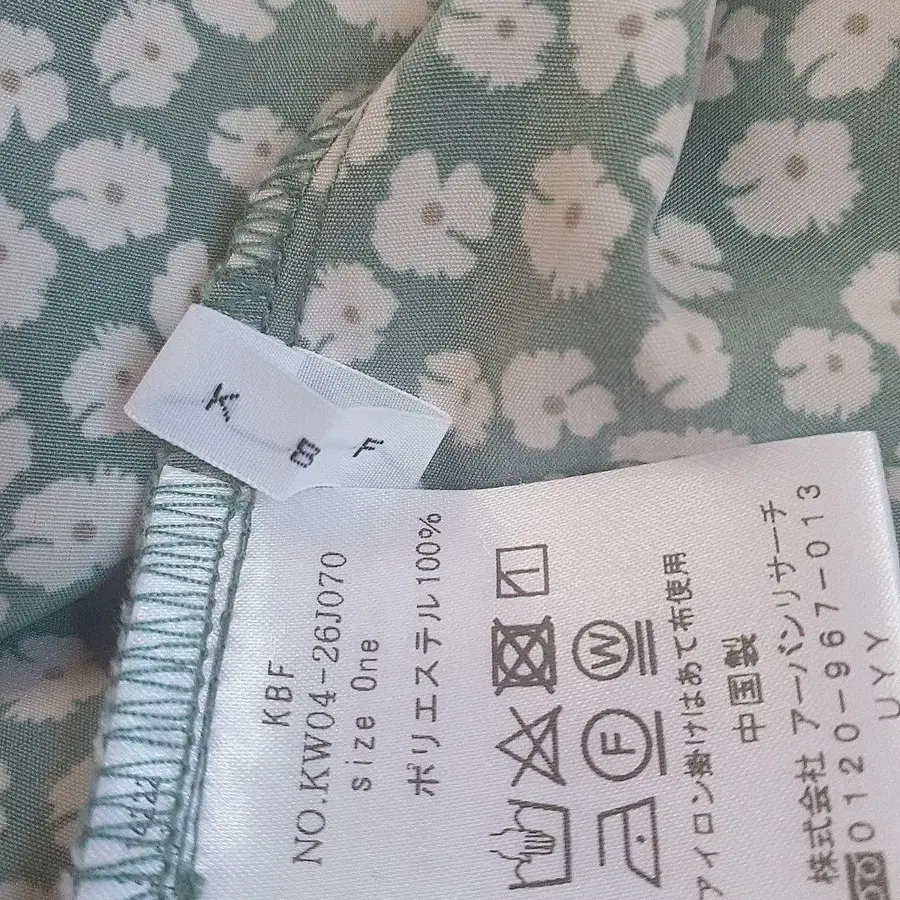 K B F
KBF
NO.KW04-26J070
size One
ポリエステル100%
W
F
アイロン掛けはあて布使用
中国製
株式会社 アーバンリサーチ
0120-967-013
UYY